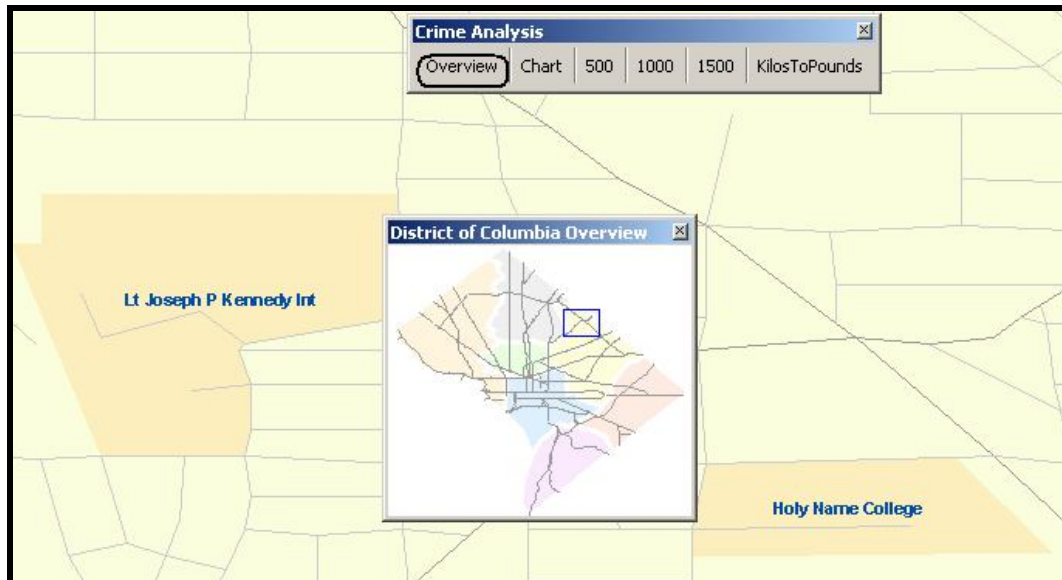 Crime Analysis
Overview Chart 500 1000 1500 KilosToPounds
District of Columbia Overview
Lt Joseph P Kennedy Int
Holy Name College